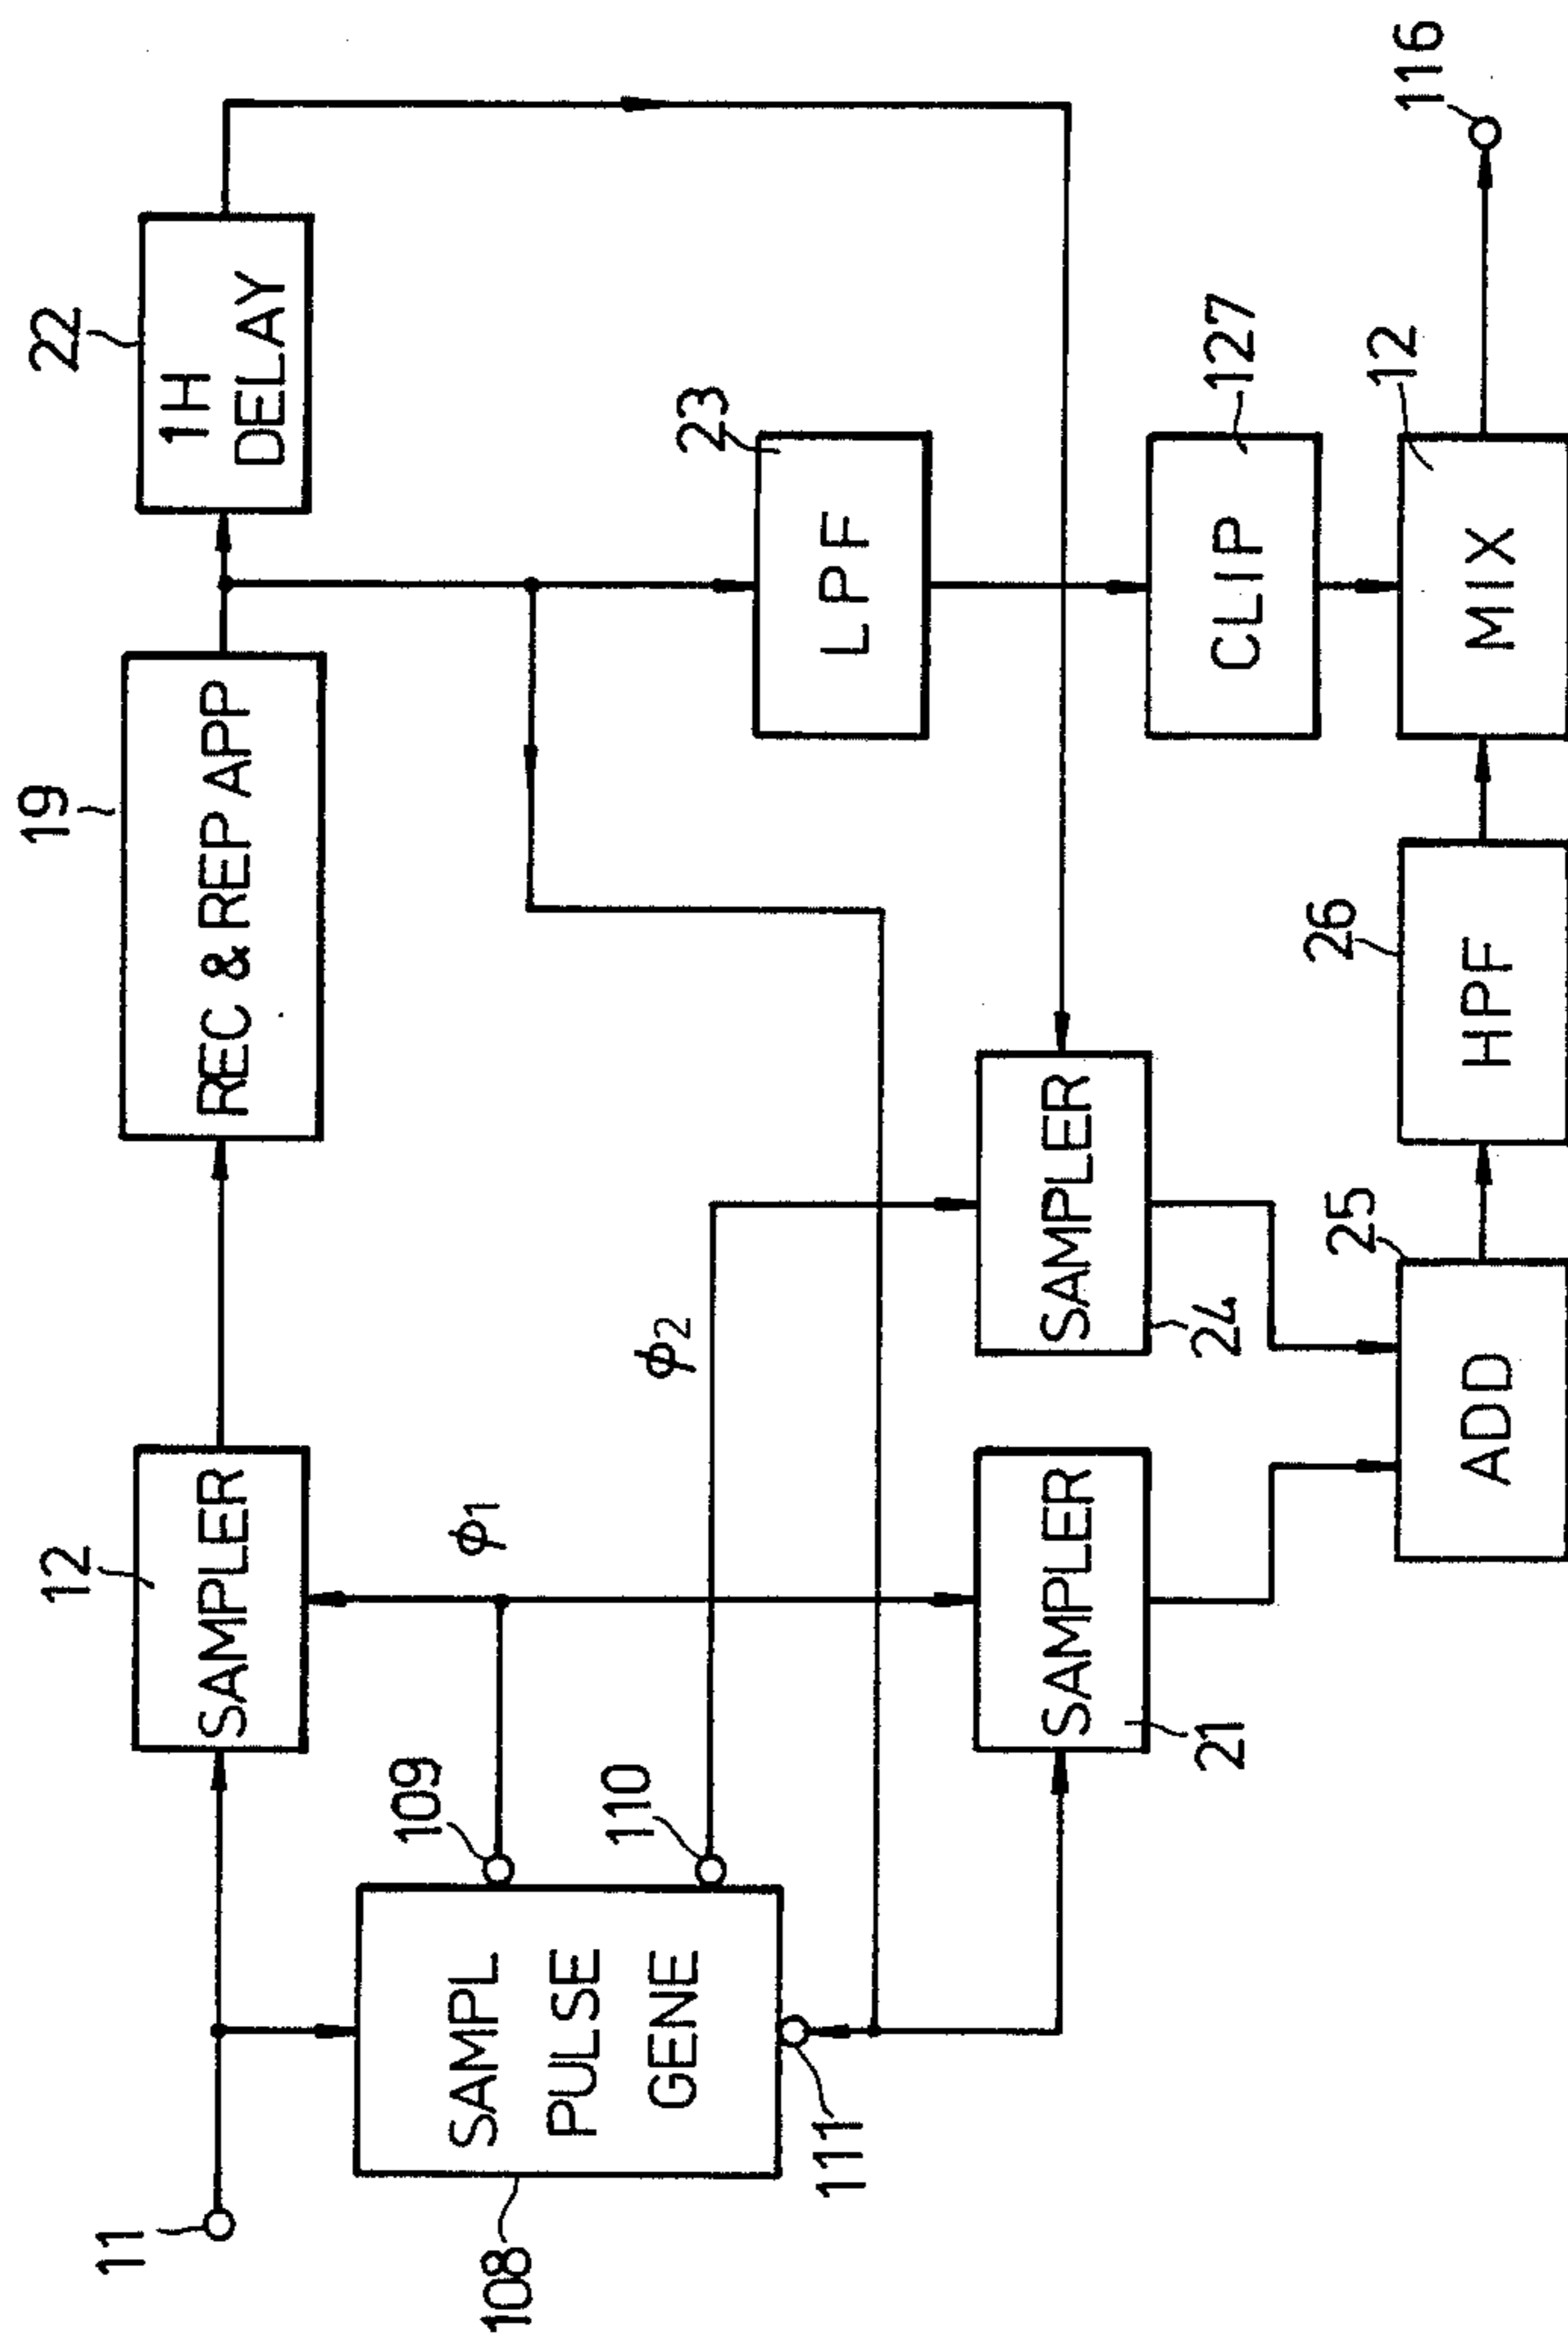 11
12
SAMPLER
19
REC & REP APP
22
1H
DELAY
108
SAMPL
PULSE
GENE
109
110
111
ϕ1
ϕ2
23
LPF
21
SAMPLER
24
SAMPLER
127
CLIP
25
ADD
26
HPF
12
MIX
116